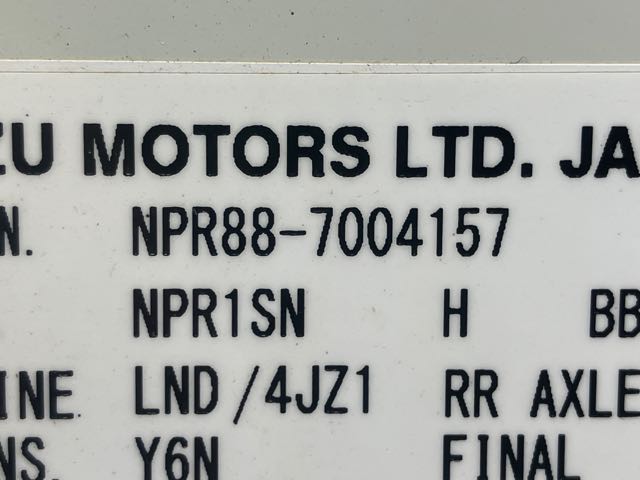 ZU MOTORS LTD. JA
N. NPR88-7004157
NPR1SN H BB
INE LND/4JZ1 RR AXLE
NS. Y6N FINAL